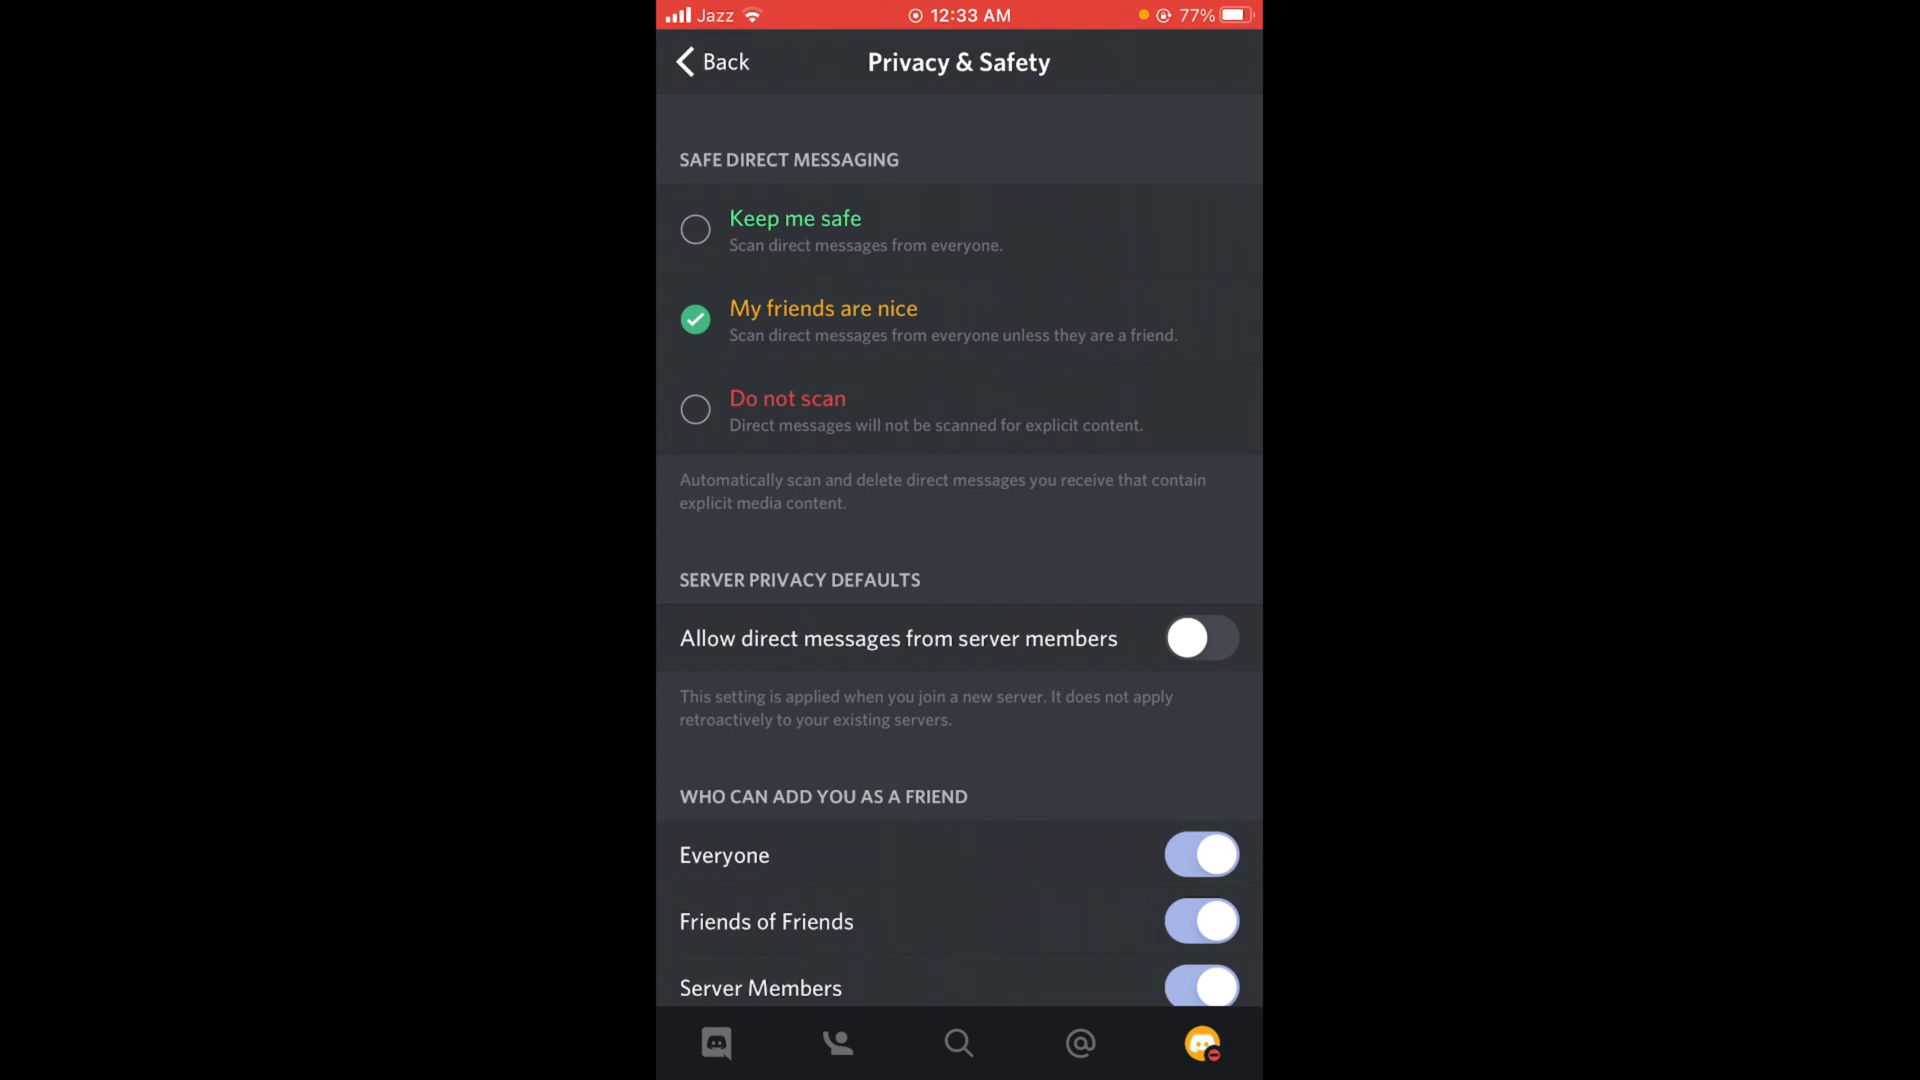 Jazz 12:33 AM 77%
Back Privacy & Safety
SAFE DIRECT MESSAGING
Keep me safe
Scan direct messages from everyone.
My friends are nice
Scan direct messages from everyone unless they are a friend.
Do not scan
Direct messages will not be scanned for explicit content.
Automatically scan and delete direct messages you receive that contain
explicit media content.
SERVER PRIVACY DEFAULTS
Allow direct messages from server members
This setting is applied when you join a new server. It does not apply
retroactively to your existing servers.
WHO CAN ADD YOU AS A FRIEND
Everyone
Friends of Friends
Server Members